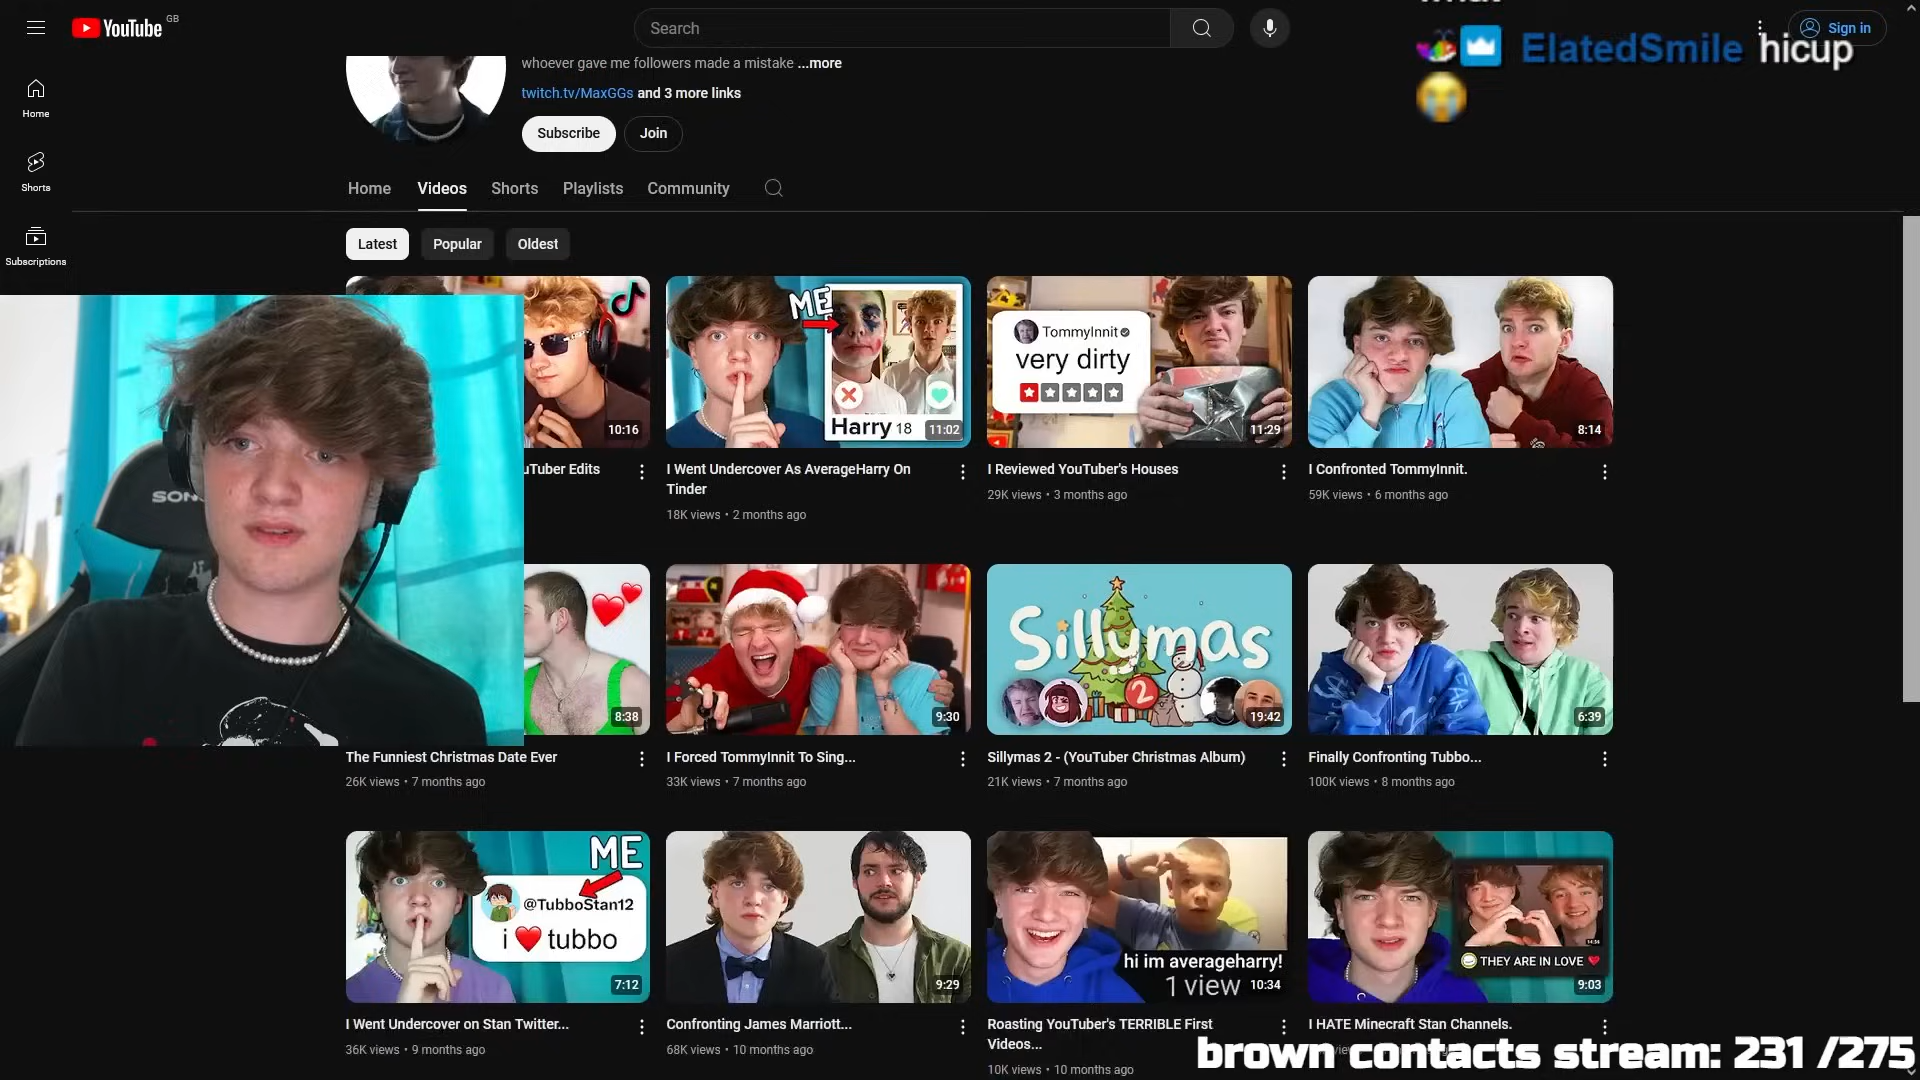 YouTube GB
Search
Sign in
ElatedSmile hicup
Home
Shorts
Subscriptions
whoever gave me followers made a mistake ...more
twitch.tv/MaxGGs and 3 more links
Subscribe
Join
Home
Videos
Shorts
Playlists
Community
Latest
Popular
Oldest
10:16
ME
Harry 18
11:02
TommyInnit
very dirty
11:29
8:14
uTuber Edits
I Went Undercover As AverageHarry On
Tinder
18K views • 2 months ago
I Reviewed YouTuber's Houses
29K views • 3 months ago
I Confronted TommyInnit.
59K views • 6 months ago
SON
8:38
9:30
Sillymas
2
19:42
6:39
The Funniest Christmas Date Ever
26K views • 7 months ago
I Forced TommyInnit To Sing...
33K views • 7 months ago
Sillymas 2 - (YouTuber Christmas Album)
21K views • 7 months ago
Finally Confronting Tubbo...
100K views • 8 months ago
ME
@TubboStan12
i ❤️ tubbo
7:12
9:29
hi im averageharry!
1 view
10:34
14:56
THEY ARE IN LOVE
9:03
I Went Undercover on Stan Twitter...
36K views • 9 months ago
Confronting James Marriott...
68K views • 10 months ago
Roasting YouTuber's TERRIBLE First
Videos...
10K views • 10 months ago
I HATE Minecraft Stan Channels.
brown contacts stream: 231 /275